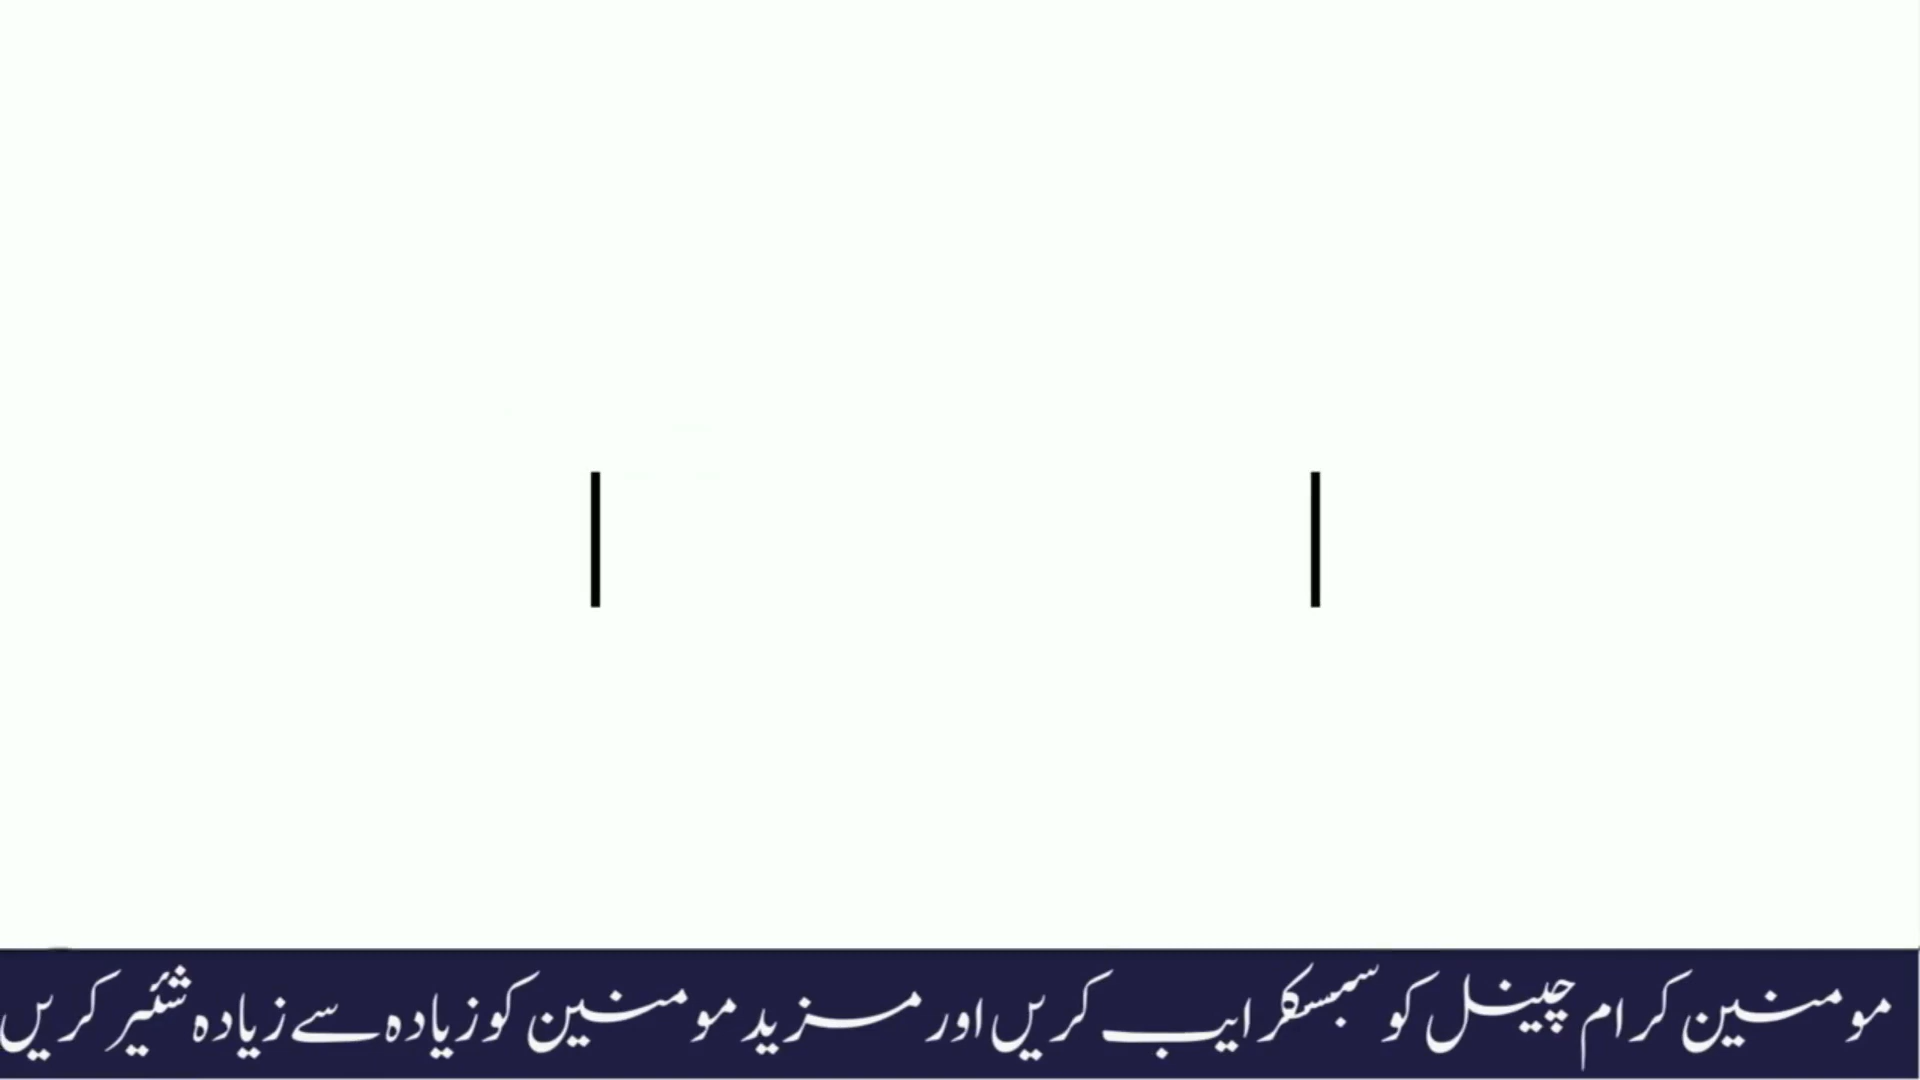 مومنین کرام چینل کو سبسکرایب کریں اور مزید مومنین کو زیادہ سے زیادہ شئیر کریں